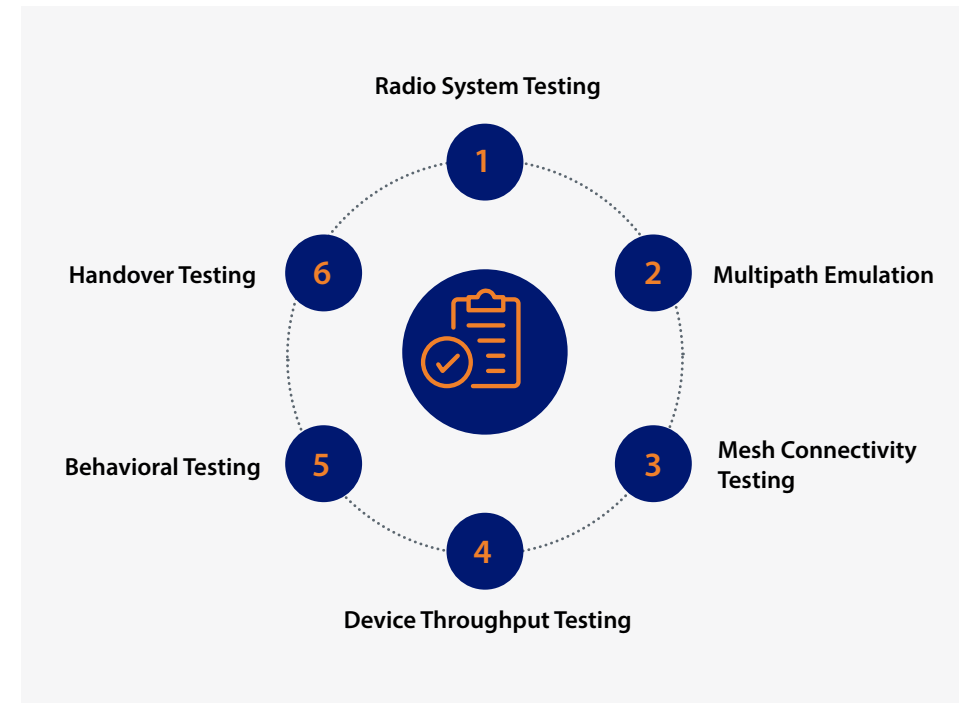 Radio System Testing
1
2
Multipath Emulation
3
Mesh Connectivity
Testing
4
Device Throughput Testing
5
Behavioral Testing
6
Handover Testing